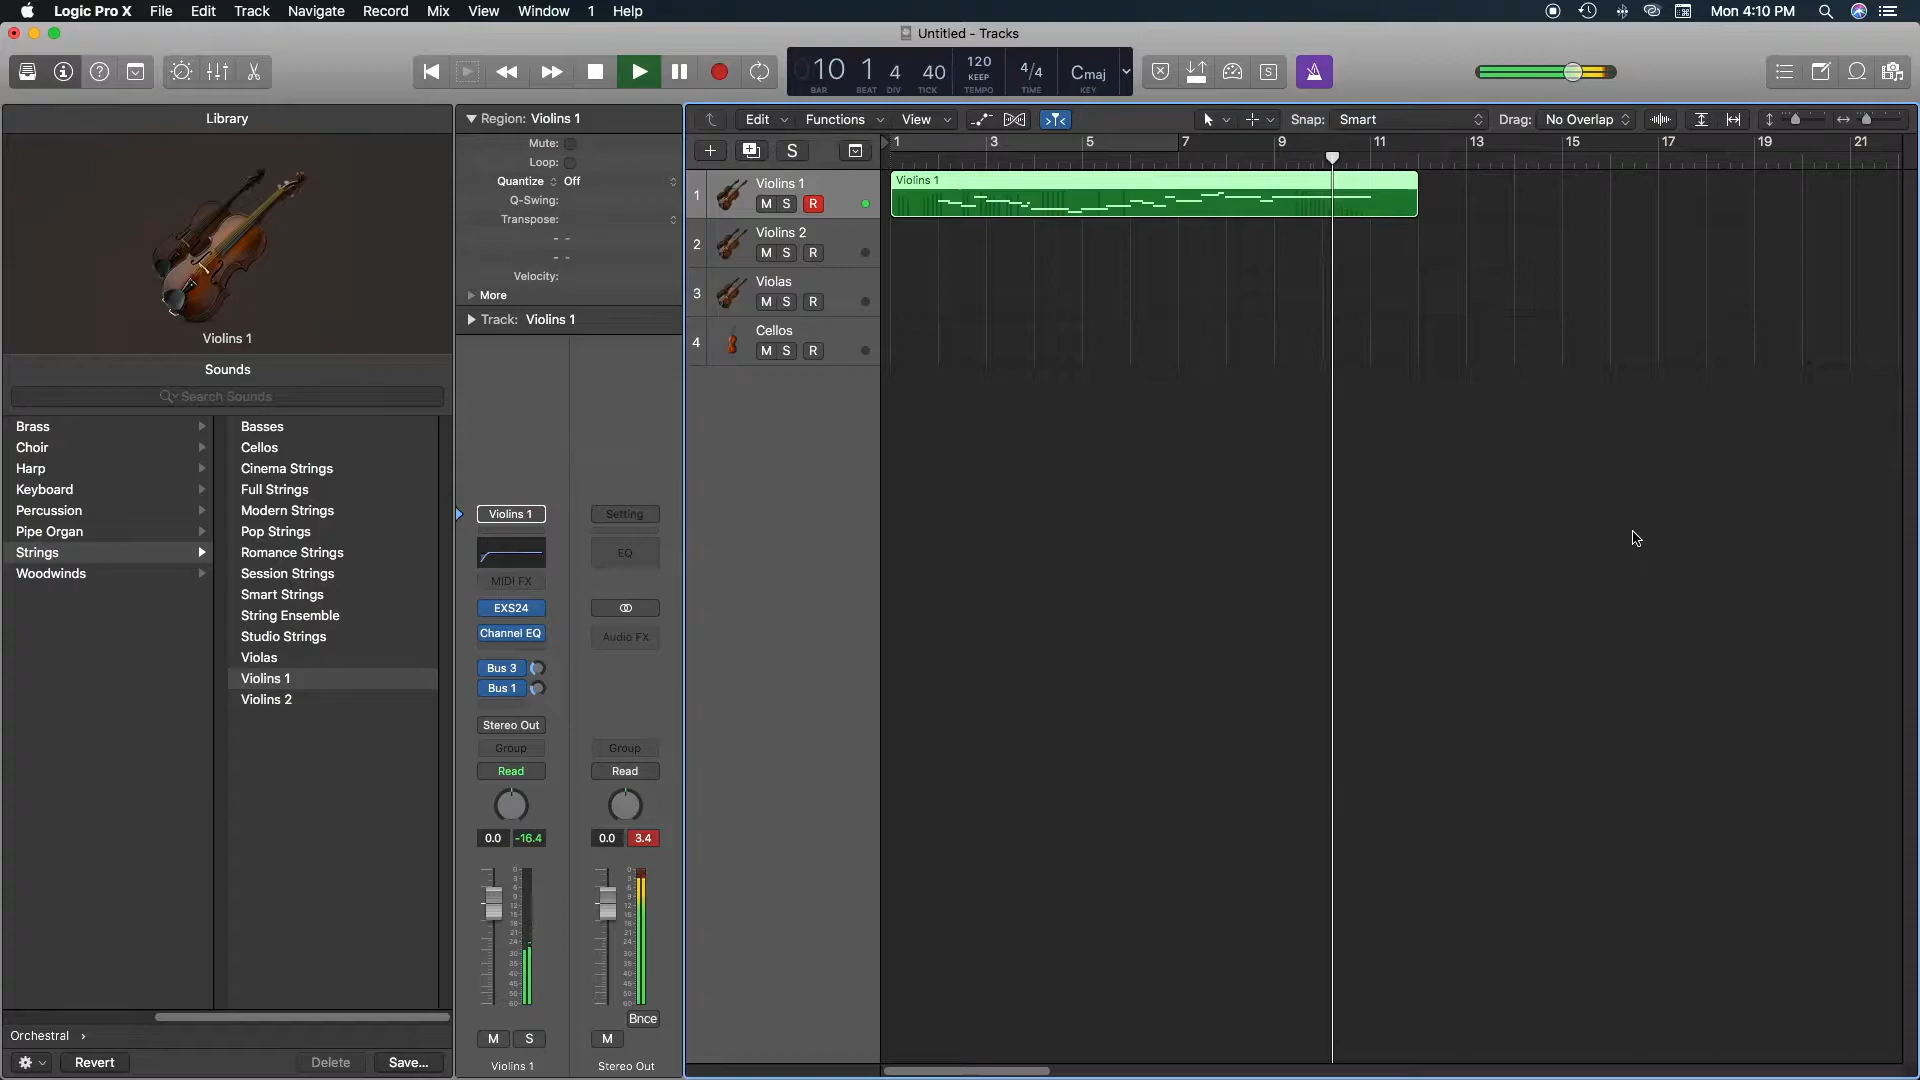 Logic Pro X File Edit Track Navigate Record Mix View Window 1 Help Mon 4:10 PM
Untitled - Tracks
10 1 4 40 120 KEEP 4/4 Cmaj
BAR BEAT DIV TICK TEMPO TIME KEY
Library
Violins 1
Sounds
Search Sounds
Brass
Choir
Harp
Keyboard
Percussion
Pipe Organ
Strings
Woodwinds
Basses
Cellos
Cinema Strings
Full Strings
Modern Strings
Pop Strings
Romance Strings
Session Strings
Smart Strings
String Ensemble
Studio Strings
Violas
Violins 1
Violins 2
Orchestral
Revert Delete Save...
Region: Violins 1
Mute:
Loop:
Quantize Off
Q-Swing:
Transpose:
Velocity:
More
Track: Violins 1
Violins 1 Setting
EQ
MIDI FX
EXS24
Channel EQ Audio FX
Bus 3
Bus 1
Stereo Out
Group Group
Read Read
0.0 -16.4 0.0 3.4
Bnce
M S M
Violins 1 Stereo Out
Edit Functions View Snap: Smart Drag: No Overlap
S
1 3 5 7 9 11 13 15 17 19 21
1 Violins 1
M S R
2 Violins 2
M S R
3 Violas
M S R
4 Cellos
M S R
Violins 1